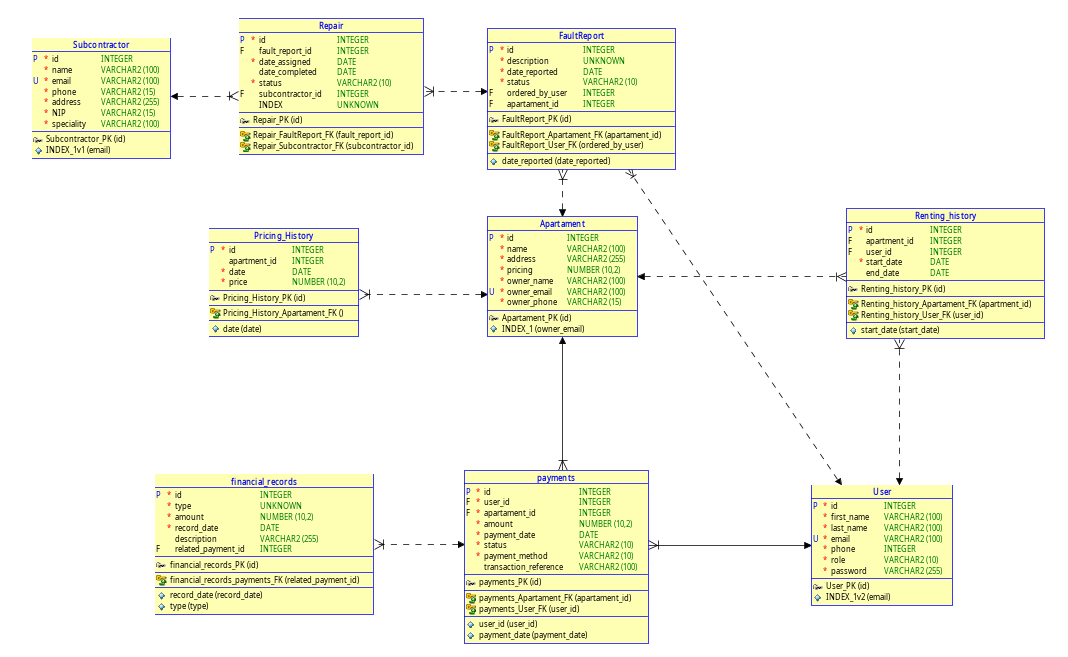 Subcontractor
P * id INTEGER
* name VARCHAR2 (100)
U * email VARCHAR2 (100)
* phone VARCHAR2 (15)
* address VARCHAR2 (255)
* NIP VARCHAR2 (15)
* speciality VARCHAR2 (100)
Subcontractor_PK (id)
INDEX_1v1 (email)
Repair
P * id INTEGER
F fault_report_id INTEGER
* date_assigned DATE
date_completed DATE
* status VARCHAR2 (10)
F subcontractor_id INTEGER
INDEX UNKNOWN
Repair_PK (id)
Repair_FaultReport_FK (fault_report_id)
Repair_Subcontractor_FK (subcontractor_id)
FaultReport
P * id INTEGER
* description UNKNOWN
* date_reported DATE
* status VARCHAR2 (10)
F ordered_by_user INTEGER
F apartament_id INTEGER
FaultReport_PK (id)
FaultReport_Apartament_FK (apartament_id)
FaultReport_User_FK (ordered_by_user)
date_reported (date_reported)
Pricing_History
P * id INTEGER
apartament_id INTEGER
* date DATE
* price NUMBER (10,2)
Pricing_History_PK (id)
Pricing_History_Apartament_FK ()
date (date)
Apartament
P * id INTEGER
* name VARCHAR2 (100)
* address VARCHAR2 (255)
* pricing NUMBER (10,2)
* owner_name VARCHAR2 (100)
U * owner_email VARCHAR2 (100)
* owner_phone VARCHAR2 (15)
Apartament_PK (id)
INDEX_1 (owner_email)
Renting_history
P * id INTEGER
F apartament_id INTEGER
F user_id INTEGER
* start_date DATE
end_date DATE
Renting_history_PK (id)
Renting_history_Apartament_FK (apartament_id)
Renting_history_User_FK (user_id)
start_date (start_date)
financial_records
P * id INTEGER
* type UNKNOWN
* amount NUMBER (10,2)
* record_date DATE
description VARCHAR2 (255)
F related_payment_id INTEGER
financial_records_PK (id)
financial_records_payments_FK (related_payment_id)
record_date (record_date)
type (type)
payments
P * id INTEGER
F * user_id INTEGER
F * apartament_id INTEGER
* amount NUMBER (10,2)
* payment_date DATE
* status VARCHAR2 (10)
* payment_method VARCHAR2 (10)
transaction_reference VARCHAR2 (100)
payments_PK (id)
payments_Apartament_FK (apartament_id)
payments_User_FK (user_id)
user_id (user_id)
payment_date (payment_date)
User
P * id INTEGER
* first_name VARCHAR2 (100)
* last_name VARCHAR2 (100)
U * email VARCHAR2 (100)
* phone INTEGER
* role VARCHAR2 (10)
* password VARCHAR2 (255)
User_PK (id)
INDEX_1v2 (email)